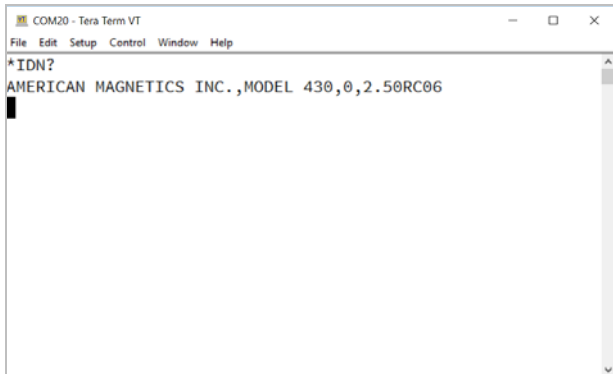 COM20 - Tera Term VT
File Edit Setup Control Window Help
*IDN?
AMERICAN MAGNETICS INC.,MODEL 430,0,2.50RC06